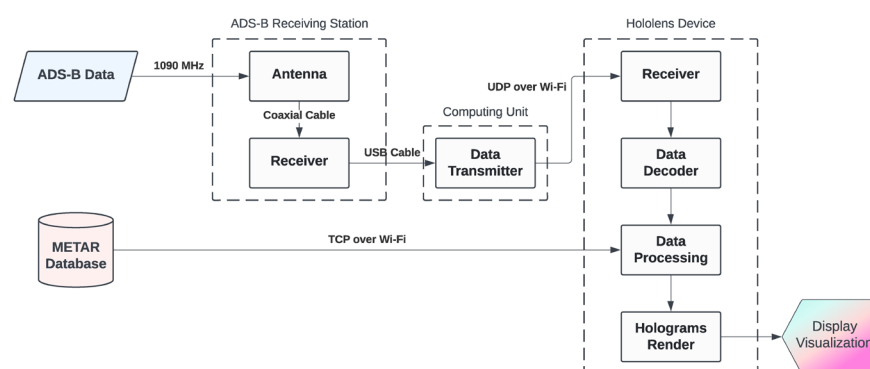 ADS-B Receiving Station
Hololens Device
ADS-B Data
1090 MHz
Antenna
Receiver
UDP over Wi-Fi
Coaxial Cable
Computing Unit
Receiver
USB Cable
Data
Transmitter
Data
Decoder
METAR
Database
TCP over Wi-Fi
Data
Processing
Holograms
Render
Display
Visualization